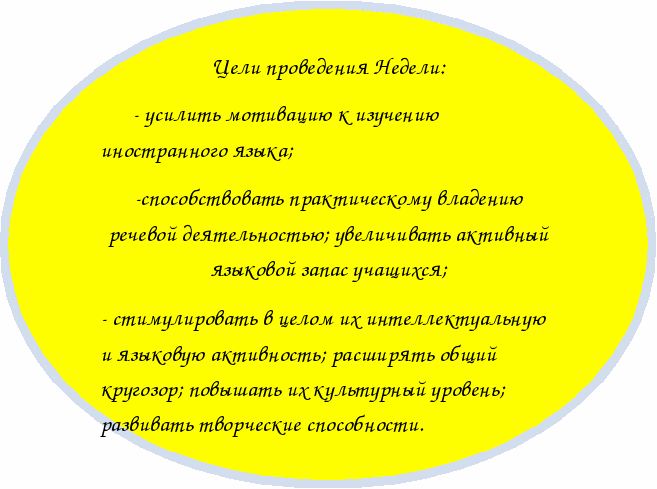 Цели проведения Недели:
- усилить мотивацию к изучению
иностранного языка;
-способствовать практическому владению
речевой деятельностью; увеличивать активный
языковой запас учащихся;
- стимулировать в целом их интеллектуальную
и языковую активность; расширять общий
кругозор; повышать их культурный уровень;
развивать творческие способности.